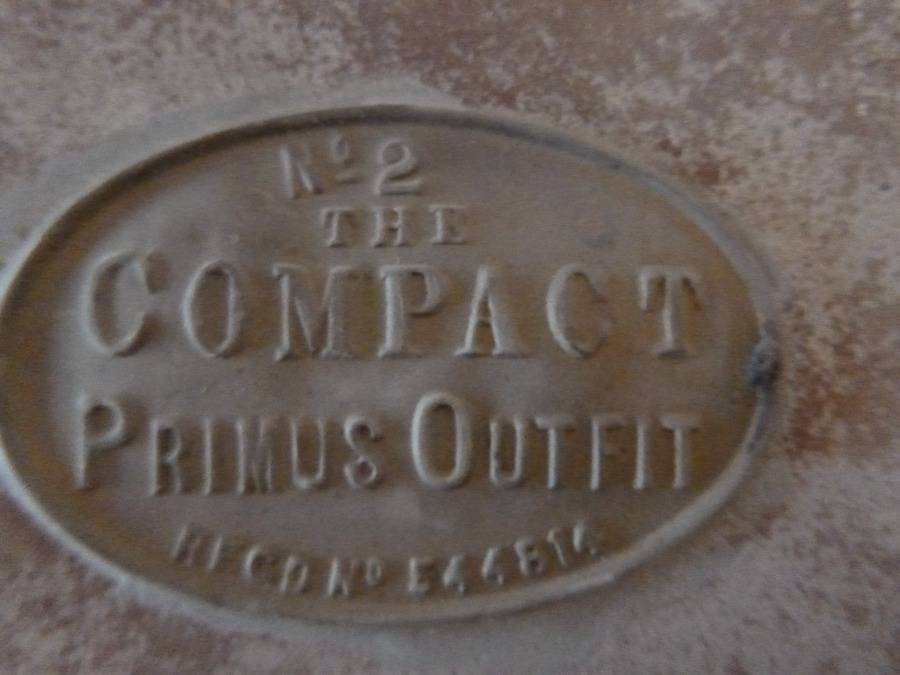 Nº 2
THE
COMPACT
PRIMUS OUTFIT
REGD Nº 544814